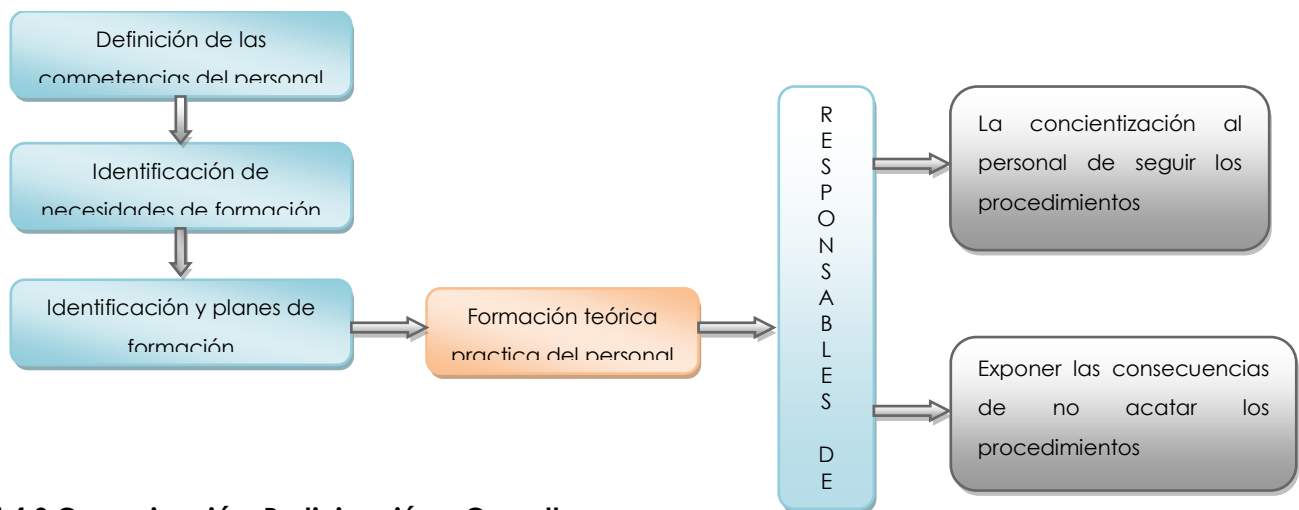 Definición de las
competencias del personal
Identificación de
necesidades de formación
Identificación y planes de
formación
Formación teórica
practica del personal
R
E
S
P
O
N
S
A
B
L
E
S
D
E
La concientización al
personal de seguir los
procedimientos
Exponer las consecuencias
de no acatar los
procedimientos